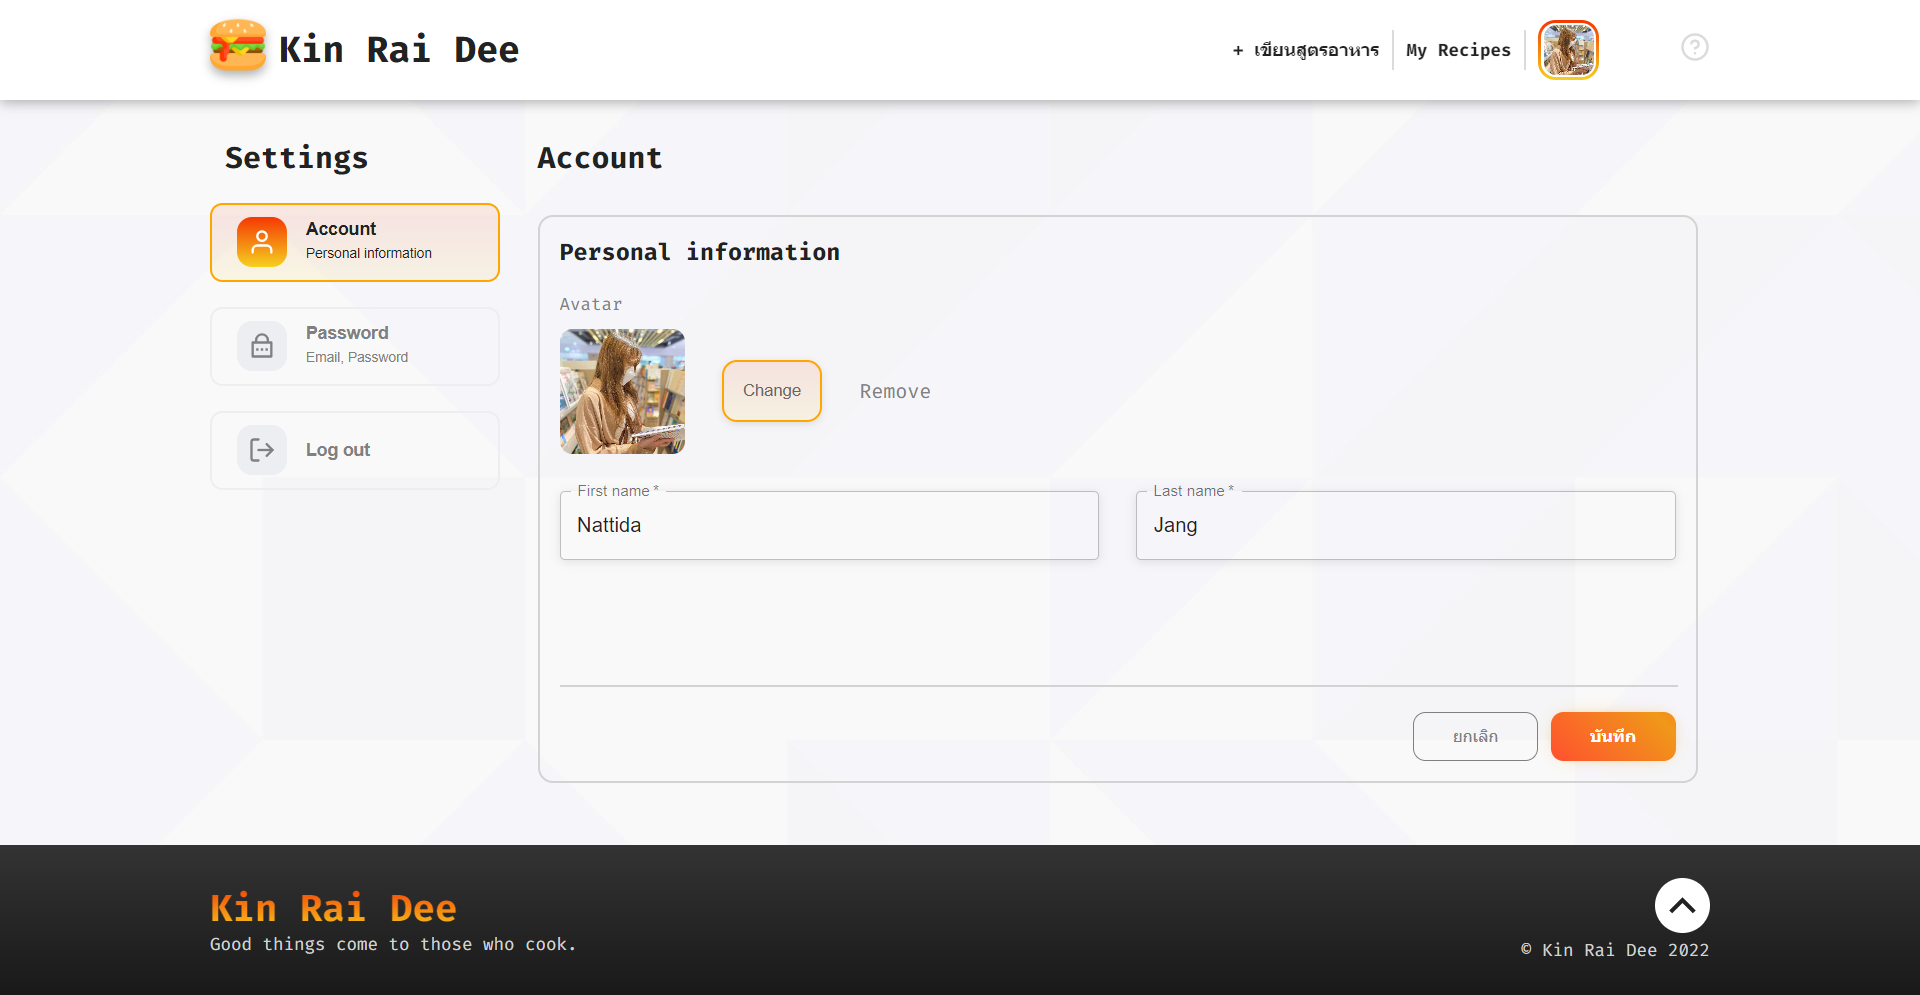 Kin Rai Dee
+ เขียนสูตรอาหาร
My Recipes
?
Settings
Account
Personal information
Password
Email, Password
Log out
Account
Personal information
Avatar
Change
Remove
First name *
Nattida
Last name *
Jang
ยกเลิก
บันทึก
Kin Rai Dee
Good things come to those who cook.
© Kin Rai Dee 2022